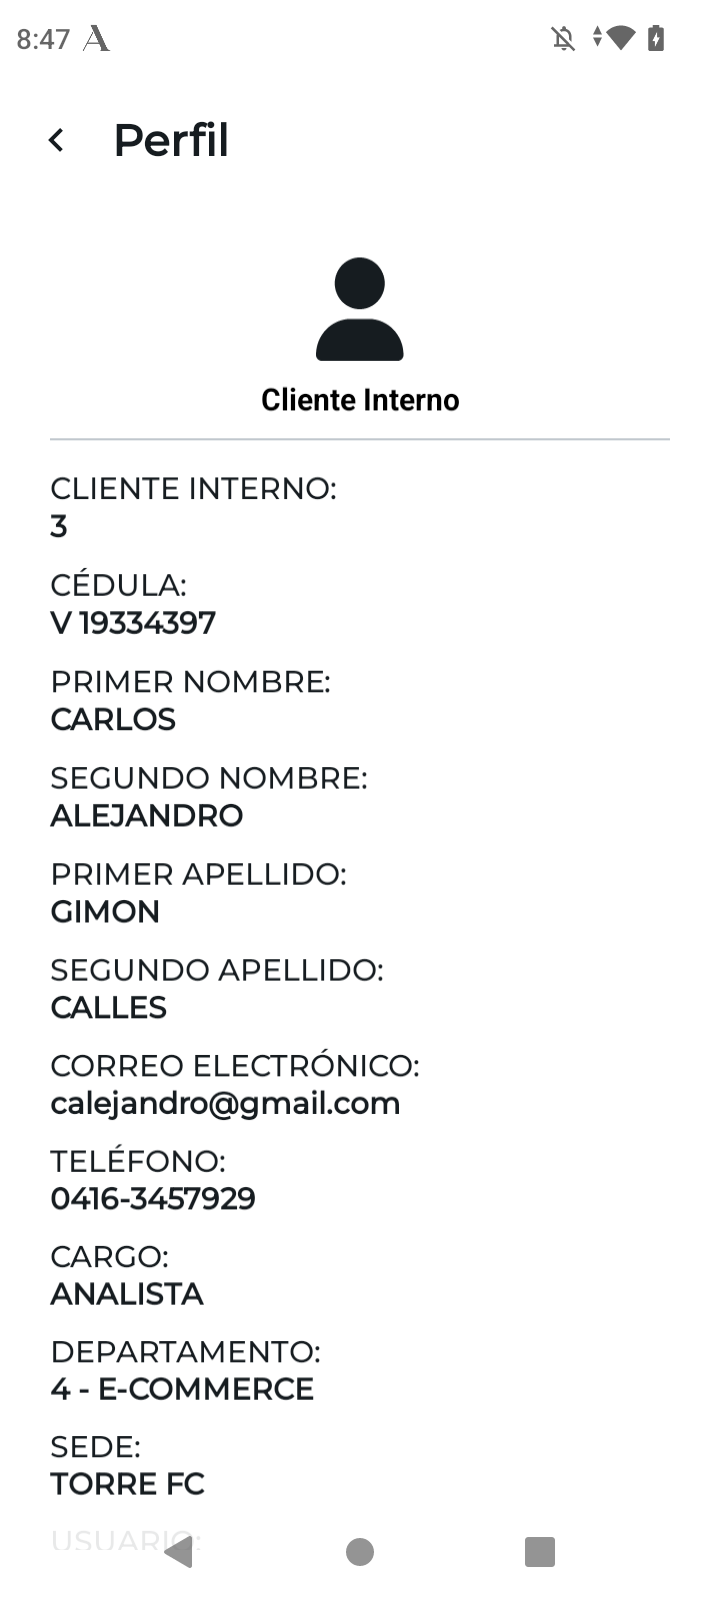 8:47
Perfil
Cliente Interno
CLIENTE INTERNO:
3
CÉDULA:
V 19334397
PRIMER NOMBRE:
CARLOS
SEGUNDO NOMBRE:
ALEJANDRO
PRIMER APELLIDO:
GIMON
SEGUNDO APELLIDO:
CALLES
CORREO ELECTRÓNICO:
calejandro@gmail.com
TELÉFONO:
0416-3457929
CARGO:
ANALISTA
DEPARTAMENTO:
4 - E-COMMERCE
SEDE:
TORRE FC
USUARIO: